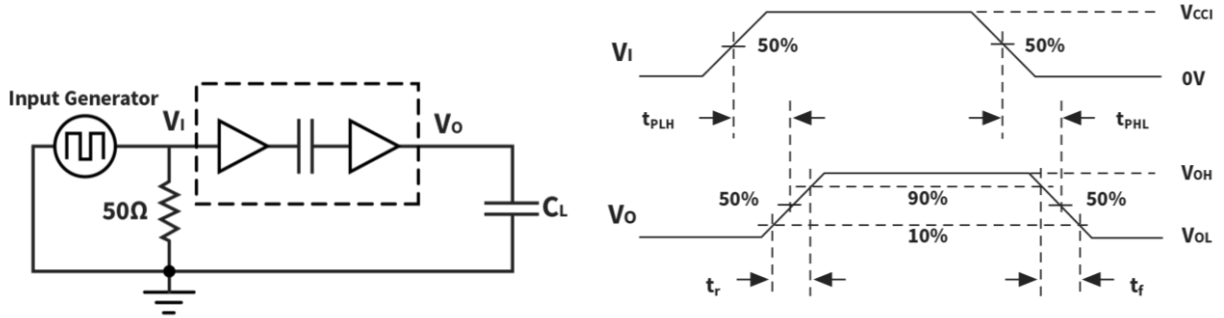 Input Generator
VI
VO
50Ω
CL
VI
50%
50%
VCCI
0V
tPLH
tPHL
VO
50%
90%
50%
10%
VOH
VOL
tr
tf